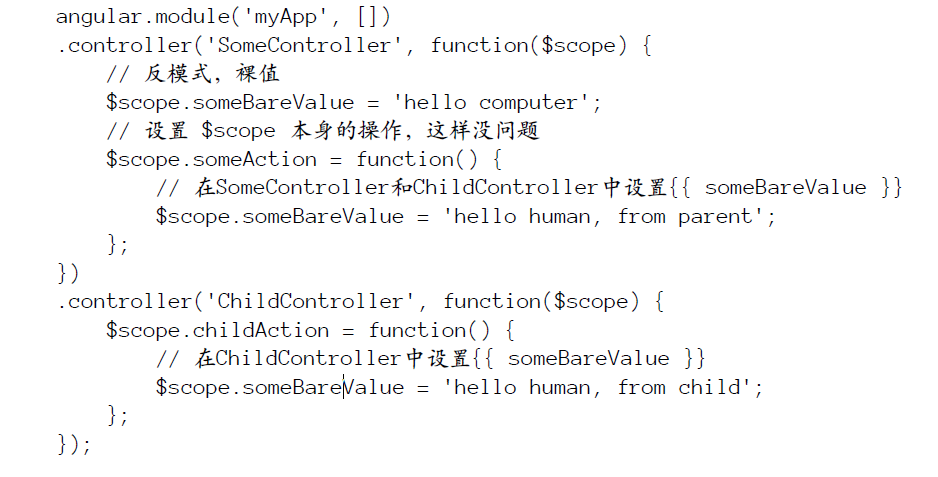 angular.module('myApp', [])
.controller('SomeController', function($scope) {
// 反模式，裸值
$scope.someBareValue = 'hello computer';
// 设置 $scope 本身的操作，这样没问题
$scope.someAction = function() {
// 在SomeController和ChildController中设置{{ someBareValue }}
$scope.someBareValue = 'hello human, from parent';
};
})
.controller('ChildController', function($scope) {
$scope.childAction = function() {
// 在ChildController中设置{{ someBareValue }}
$scope.someBareValue = 'hello human, from child';
};
});